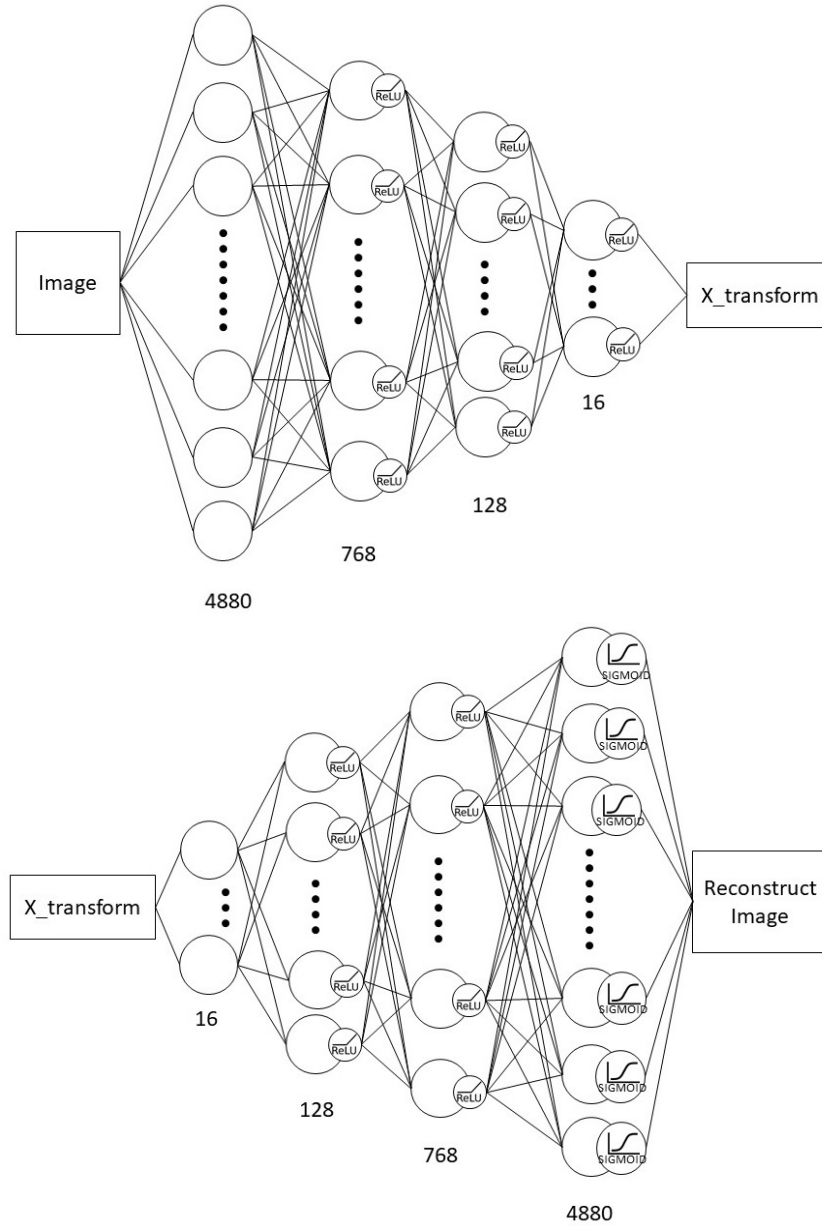 Image
ReLU
ReLU
ReLU
ReLU
4880
768
ReLU
ReLU
ReLU
ReLU
128
ReLU
ReLU
16
X_transform
X_transform
16
ReLU
ReLU
ReLU
ReLU
128
ReLU
ReLU
ReLU
ReLU
768
SIGMOID
SIGMOID
SIGMOID
SIGMOID
SIGMOID
SIGMOID
4880
Reconstruct
Image